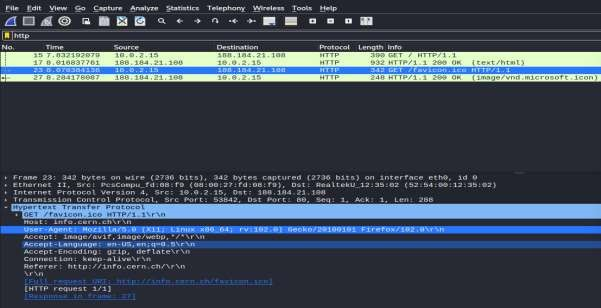 File Edit View Go Capture Analyze Statistics Telephony Wireless Tools Help
http
No. Time Source Destination Protocol Length Info
15 7.832192079 10.0.2.15 188.184.21.108 HTTP 390 GET / HTTP/1.1
17 8.016837761 188.184.21.108 10.0.2.15 HTTP 932 HTTP/1.1 200 OK (text/html)
23 8.078364136 10.0.2.15 188.184.21.108 HTTP 342 GET /favicon.ico HTTP/1.1
27 8.284178087 188.184.21.108 10.0.2.15 HTTP 248 HTTP/1.1 200 OK (image/vnd.microsoft.icon)
Frame 23: 342 bytes on wire (2736 bits), 342 bytes captured (2736 bits) on interface eth0, id 0
Ethernet II, Src: PcsCompu_fd:08:f9 (08:00:27:fd:08:f9), Dst: RealtekU_12:35:02 (52:54:00:12:35:02)
Internet Protocol Version 4, Src: 10.0.2.15, Dst: 188.184.21.108
Transmission Control Protocol, Src Port: 53842, Dst Port: 80, Seq: 1, Ack: 1, Len: 288
Hypertext Transfer Protocol
GET /favicon.ico HTTP/1.1\r\n
Host: info.cern.ch\r\n
User-Agent: Mozilla/5.0 (X11; Linux x86_64; rv:102.0) Gecko/20100101 Firefox/102.0\r\n
Accept: image/avif,image/webp,*/*\r\n
Accept-Language: en-US,en;q=0.5\r\n
Accept-Encoding: gzip, deflate\r\n
Connection: keep-alive\r\n
Referer: http://info.cern.ch/\r\n
\r\n
[Full request URI: http://info.cern.ch/favicon.ico]
[HTTP request 1/1]
[Response in frame: 27]